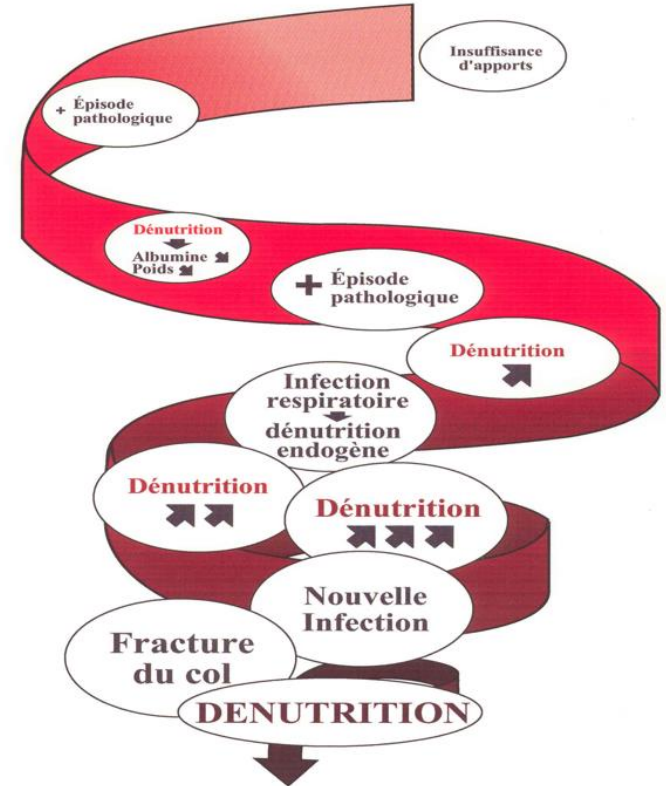 Insuffisance
d'apports
+ Épisode
pathologique
Dénutrition
Albumine
Poids
+ Épisode
pathologique
Dénutrition
Infection
respiratoire
dénutrition
endogène
Dénutrition
Dénutrition
Nouvelle
Infection
Fracture
du col
DENUTRITION